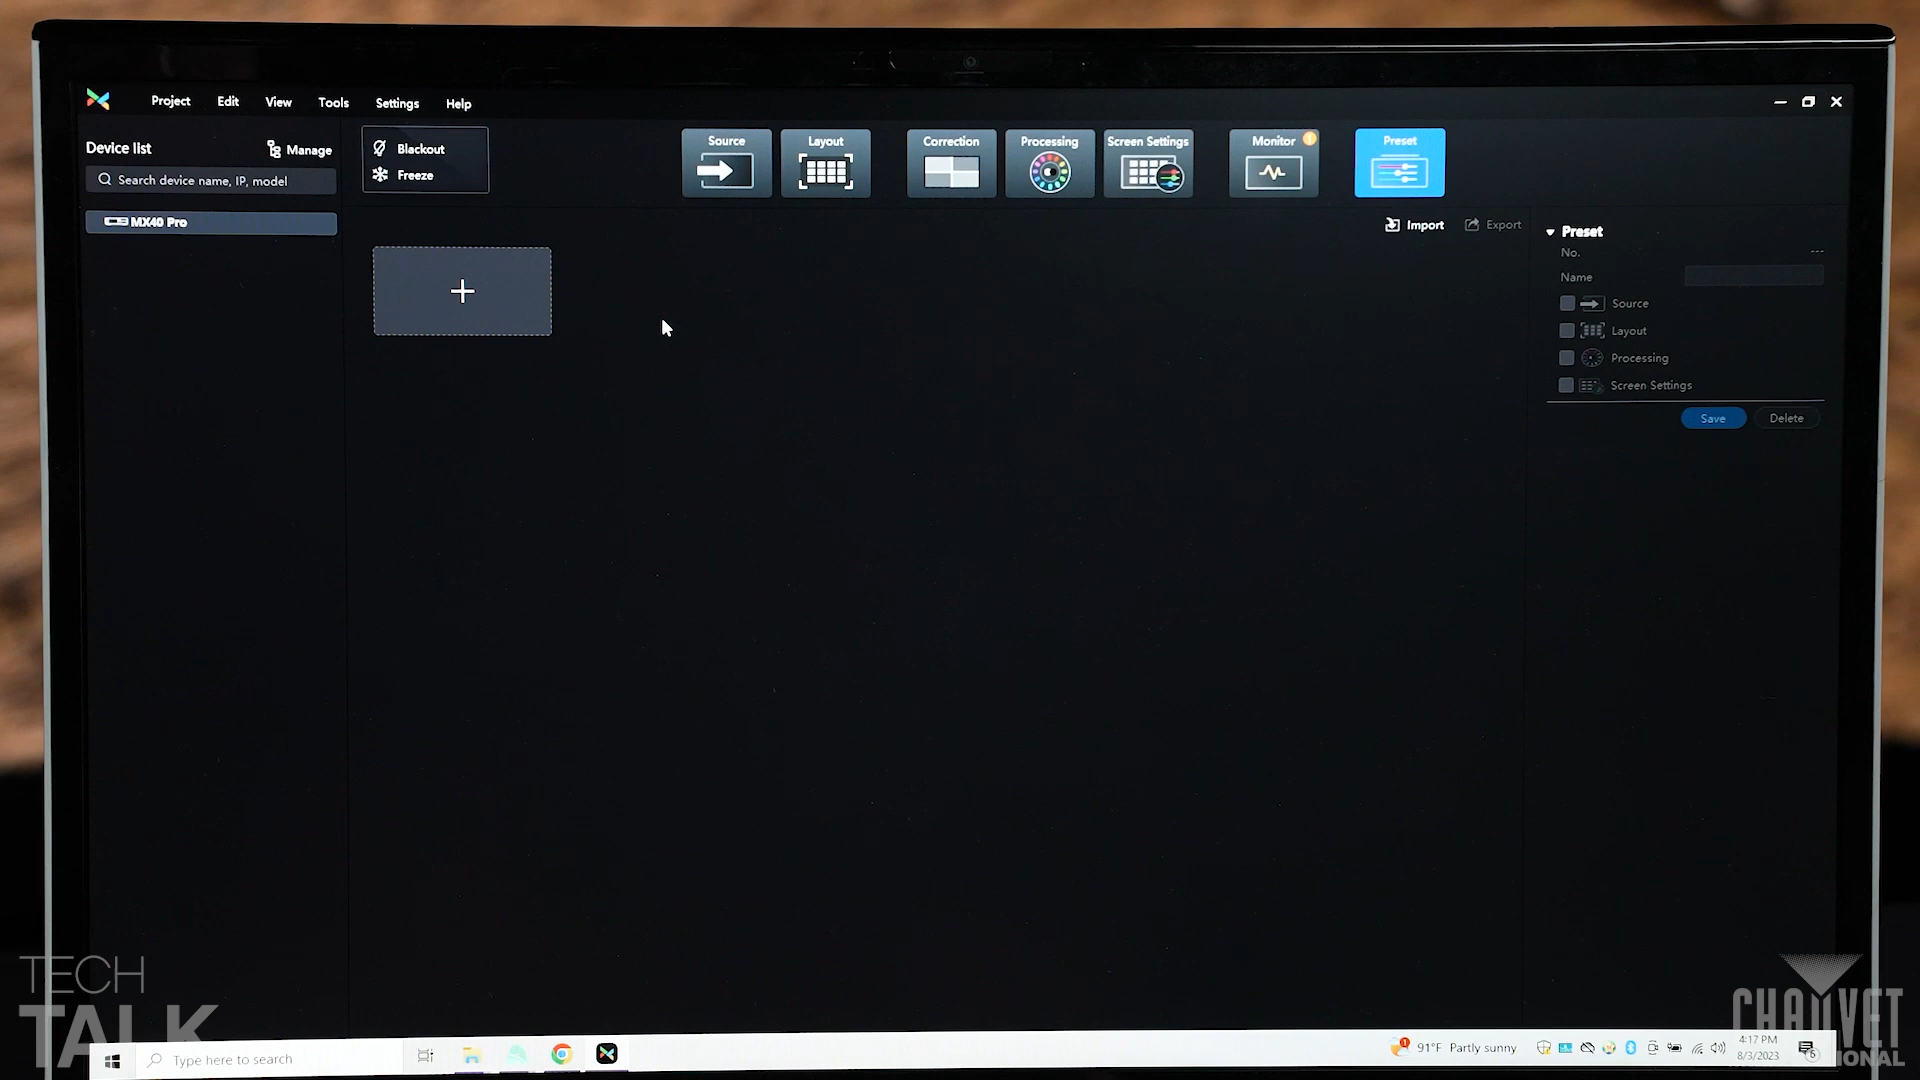 Project Edit View Tools Settings Help
Device list Manage
Search device name, IP, model
MX40 Pro
Blackout
Freeze
Source Layout Correction Processing Screen Settings Monitor Preset
Import Export
Preset
No. ---
Name
Source
Layout
Processing
Screen Settings
Save Delete
TECH
TALK
CHAUVET
Type here to search
91°F Partly sunny
4:17 PM
8/3/2023
6